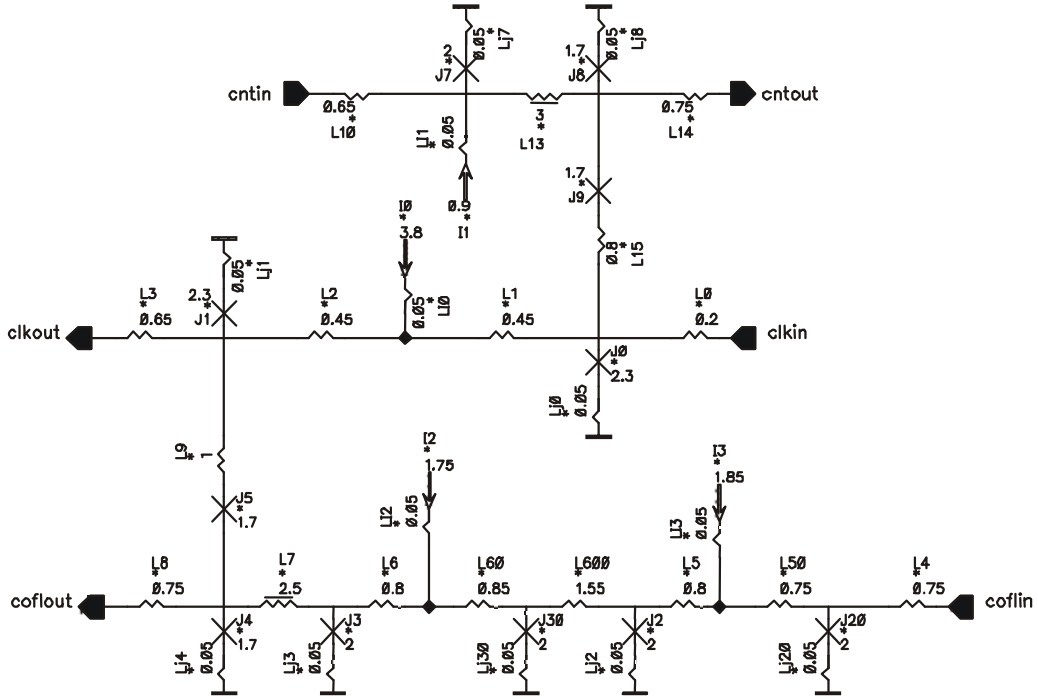 0.05
*
Lj7
0.05
*
Lj8
2
*
J7
1.7
*
J8
cntin
cntout
0.65
*
L10
3
*
L13
0.75
*
L14
LI1
*
0.05
0.9
*
I1
1.7
*
J9
0.8
*
L15
I0
*
3.8
0.05
*
LI0
0.05
*
Lj1
2.3
*
J1
clkout
L3
*
0.65
L2
*
0.45
L1
*
0.45
L0
*
0.2
clkin
J0
*
2.3
Lj0
*
0.05
L9
*
1
J5
*
1.7
I2
*
1.75
LI2
*
0.05
I3
*
1.85
LI3
*
0.05
coflout
L8
*
0.75
L7
*
2.5
L6
*
0.8
L60
*
0.85
L600
*
1.55
L5
*
0.8
L50
*
0.75
L4
*
0.75
coflin
J4
*
1.7
J3
*
2
J30
*
2
J2
*
2
J20
*
2
Lj4
*
0.05
Lj3
*
0.05
Lj30
*
0.05
Lj2
*
0.05
Lj20
*
0.05